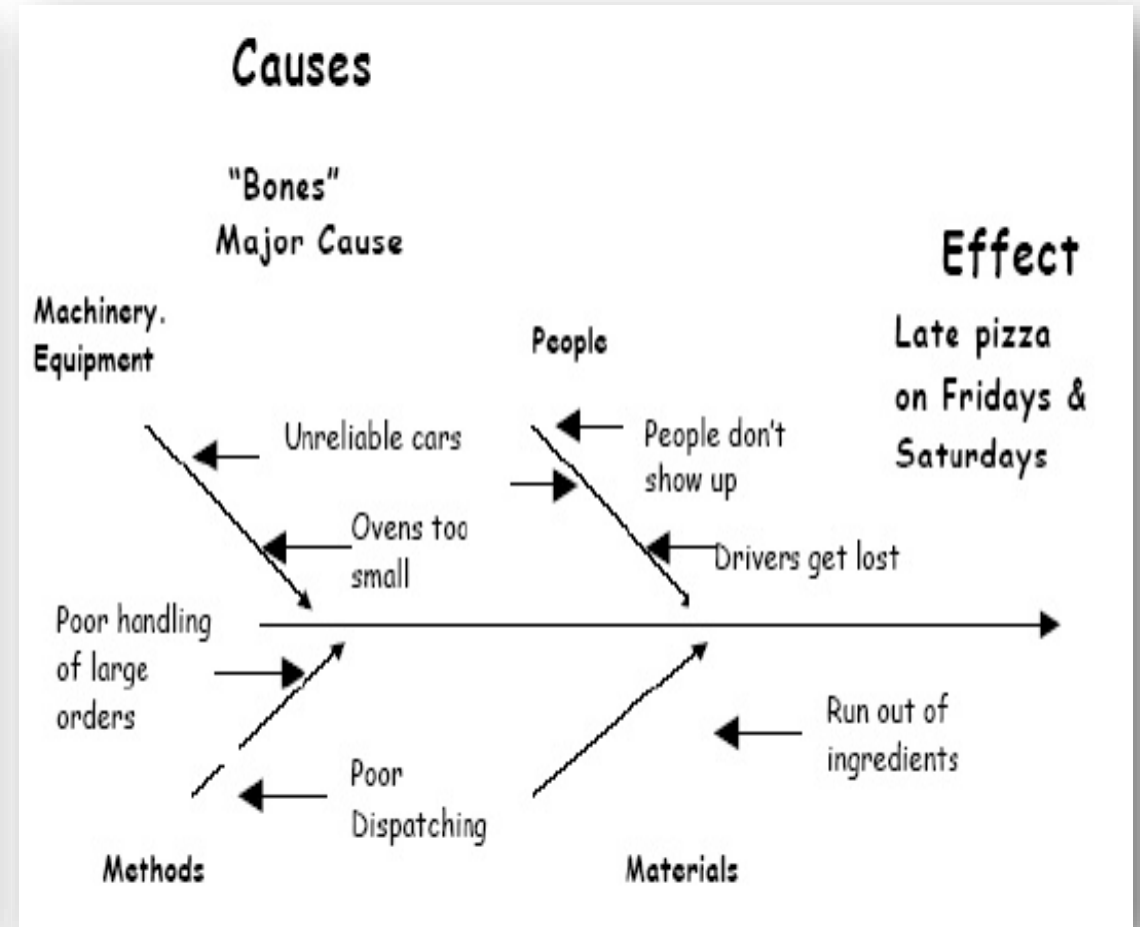 Causes
“Bones”
Major Cause
Effect
Late pizza
on Fridays &
Saturdays
Machinery.
Equipment
People
Unreliable cars
People don't
show up
Ovens too
small
Drivers get lost
Poor handling
of large
orders
Run out of
ingredients
Poor
Dispatching
Methods
Materials